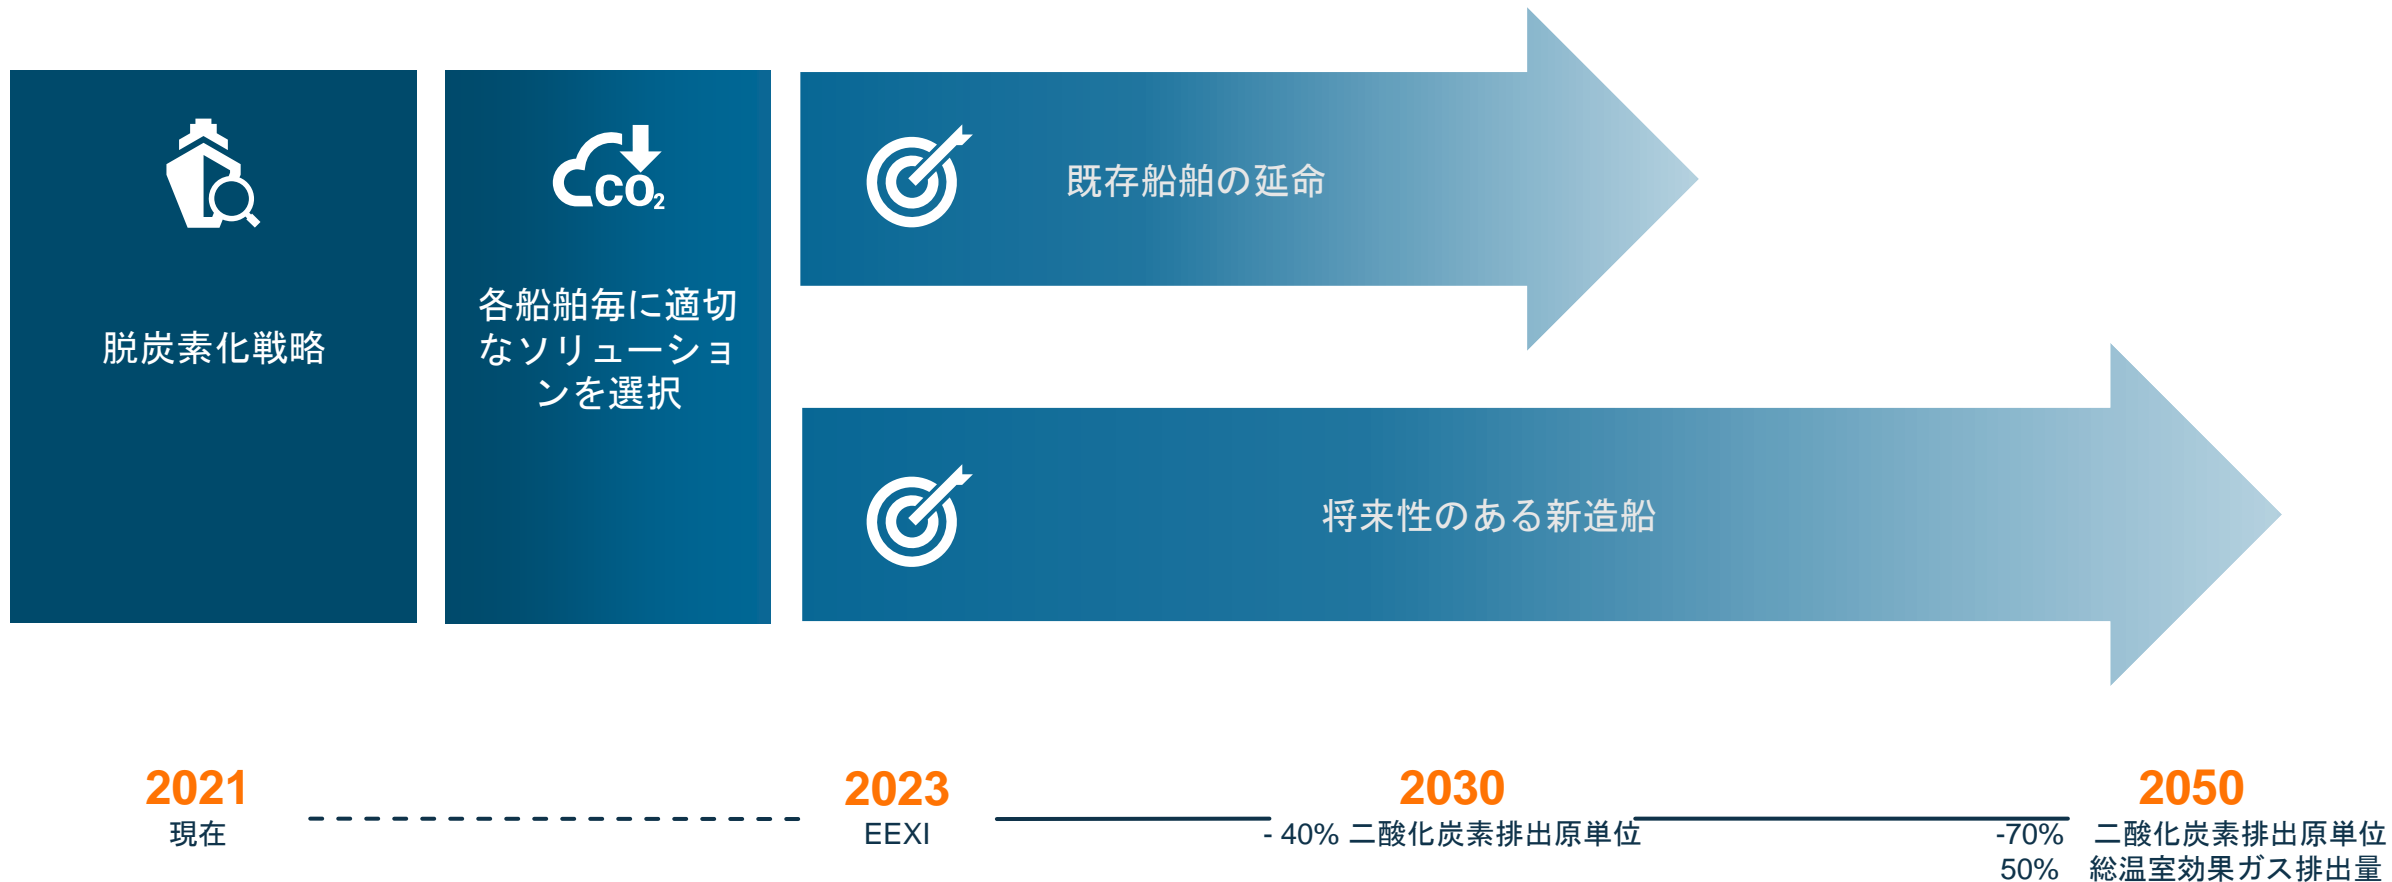 脱炭素化戦略
CO₂
各船舶毎に適切
なソリューショ
ンを選択
既存船舶の延命
将来性のある新造船
2021
現在
2023
EEXI
2030
- 40% 二酸化炭素排出原単位
2050
-70% 二酸化炭素排出原単位
50% 総温室効果ガス排出量